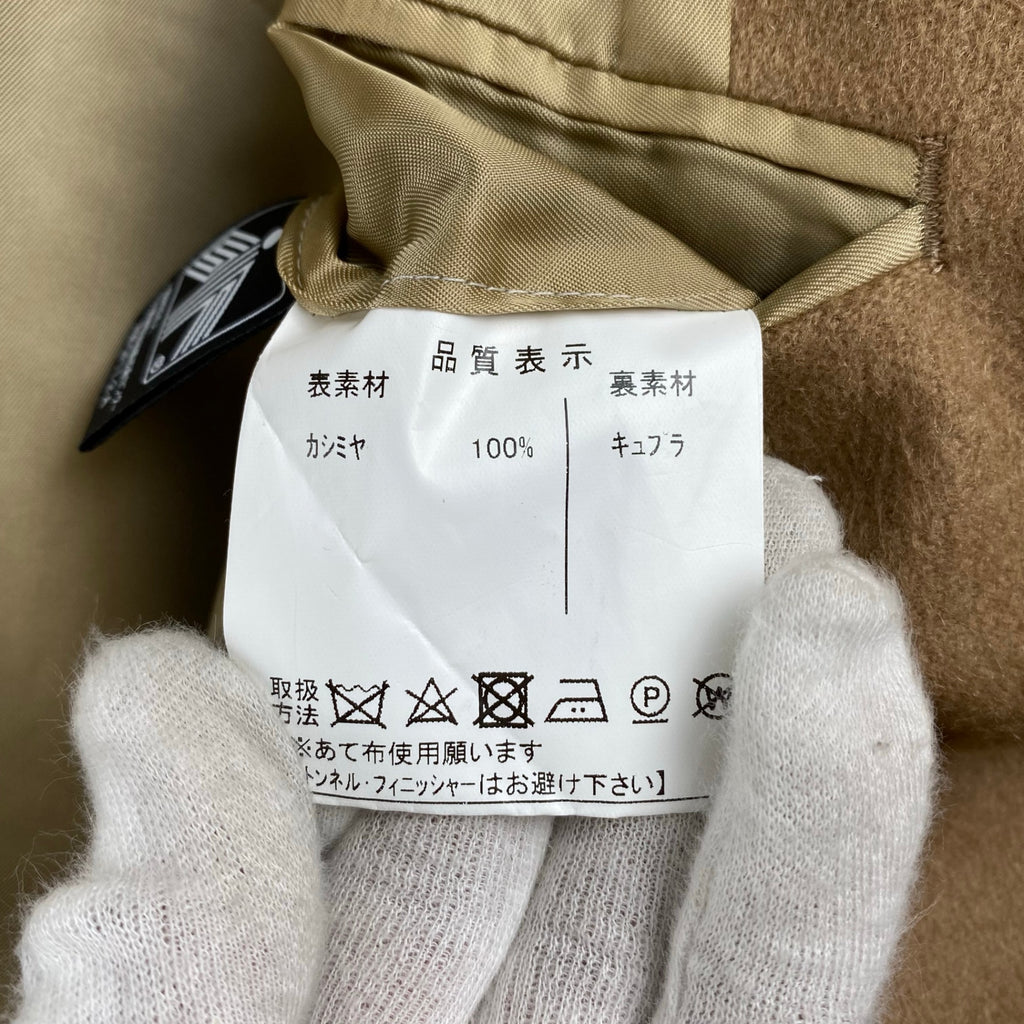 品質表示
表素材 裏素材
カシミヤ 100% キュプラ
取扱
方法
P
W
※あて布使用願います
トンネル・フィニッシャーはお避け下さい】